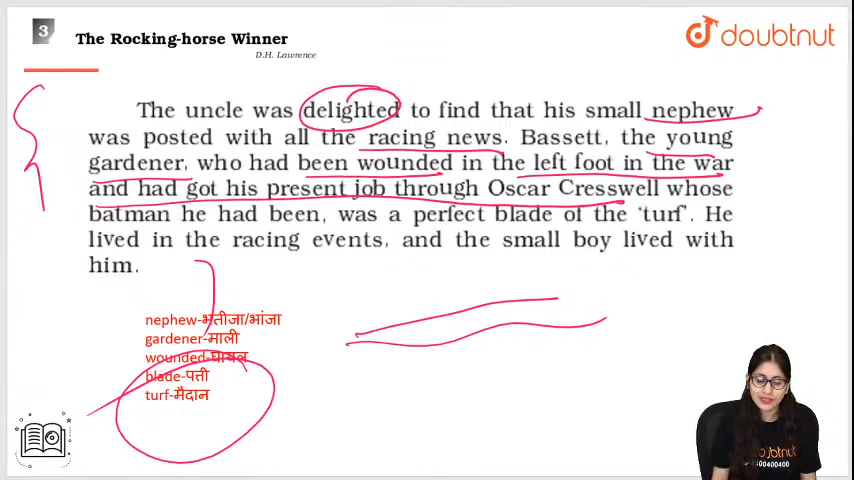 3
The Rocking-horse Winner
D.H. Lawrence
doubtnut
The uncle was delighted to find that his small nephew
was posted with all the racing news. Bassett, the young
gardener, who had been wounded in the left foot in the war
and had got his present job through Oscar Cresswell whose
batman he had been, was a perfect blade of the ‘turf’. He
lived in the racing events, and the small boy lived with
him.
nephew-भतीजा/भांजा
gardener-माली
wounded-घायल
blade-पत्ती
turf-मैदान